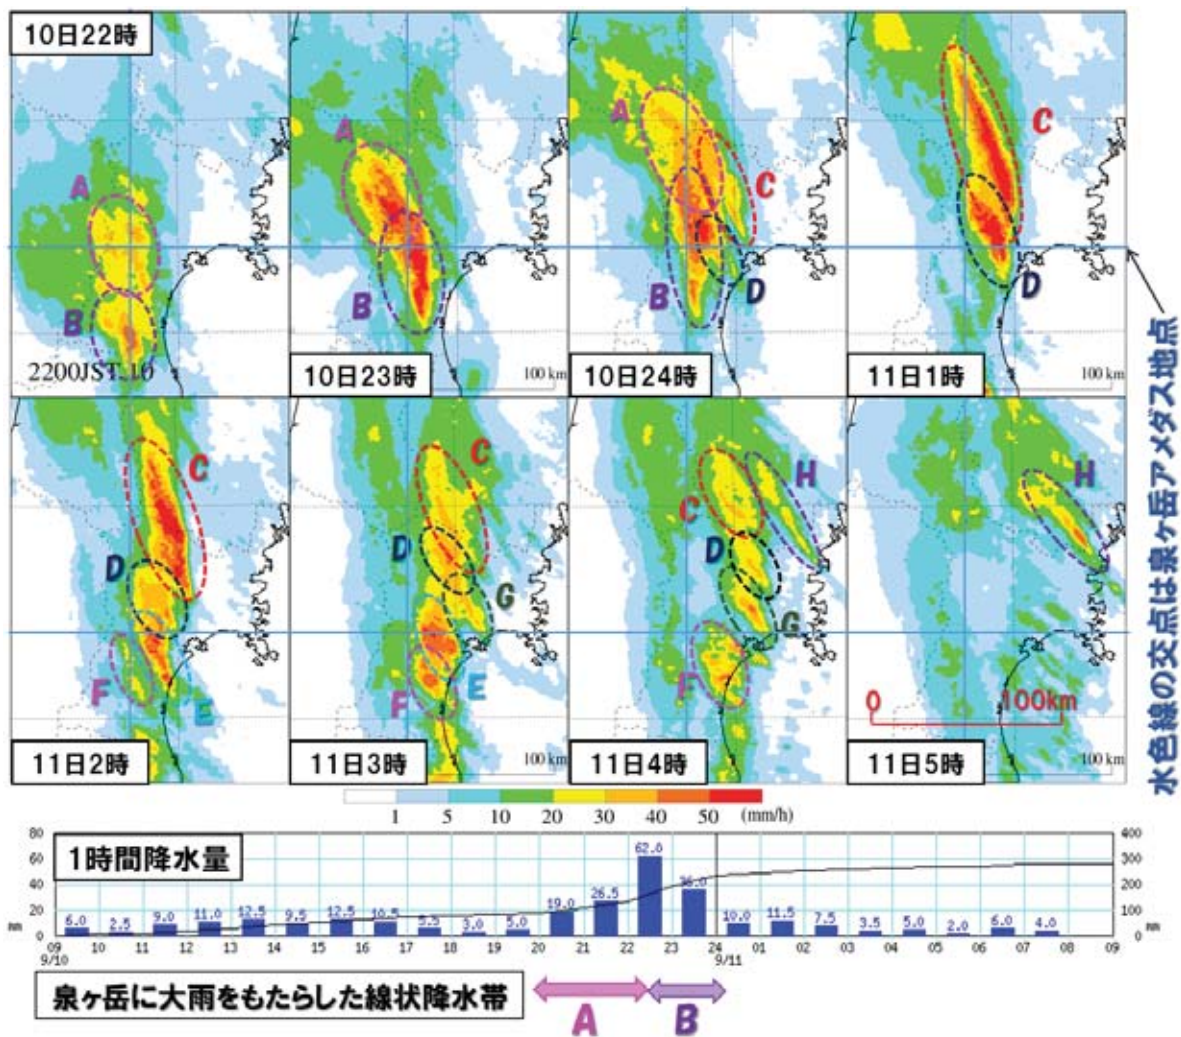 10日22時
A
B
2200JST-10
A
B
10日23時
100 km
A
C
B
D
10日24時
100 km
C
D
11日1時
100 km
水色線の交点は泉ヶ岳アメダス地点
C
D
F
E
11日2時
C
D
G
E
F
11日3時
100 km
H
C
D
G
F
11日4時
100 km
H
0 100km
11日5時
1 5 10 20 30 40 50 (mm/h)
1時間降水量
80 60 40 20 0
mm
400 300 200 100 0
mm
6.0 2.5 9.0 11.0 12.5 9.5 12.5 10.5 5.5 3.0 5.0 19.0 26.5 62.0 36.0 10.0 11.5 7.5 3.5 5.0 2.0 6.0 4.0
09 10 11 12 13 14 15 16 17 18 19 20 21 22 23 24 01 02 03 04 05 06 07 08 09
9/10 9/11
泉ヶ岳に大雨をもたらした線状降水帯
A B